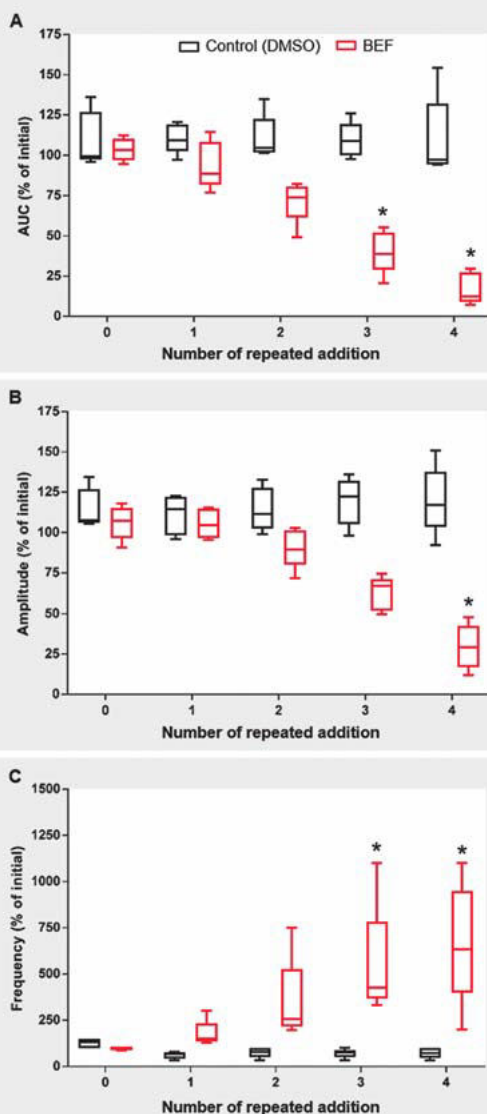 A
Control (DMSO) BEF
AUC (% of initial)
175
150
125
100
75
50
25
0
*
*
0 1 2 3 4
Number of repeated addition
B
Amplitude (% of initial)
175
150
125
100
75
50
25
0
*
0 1 2 3 4
Number of repeated addition
C
Frequency (% of initial)
1500
1250
1000
750
500
250
0
*
*
0 1 2 3 4
Number of repeated addition